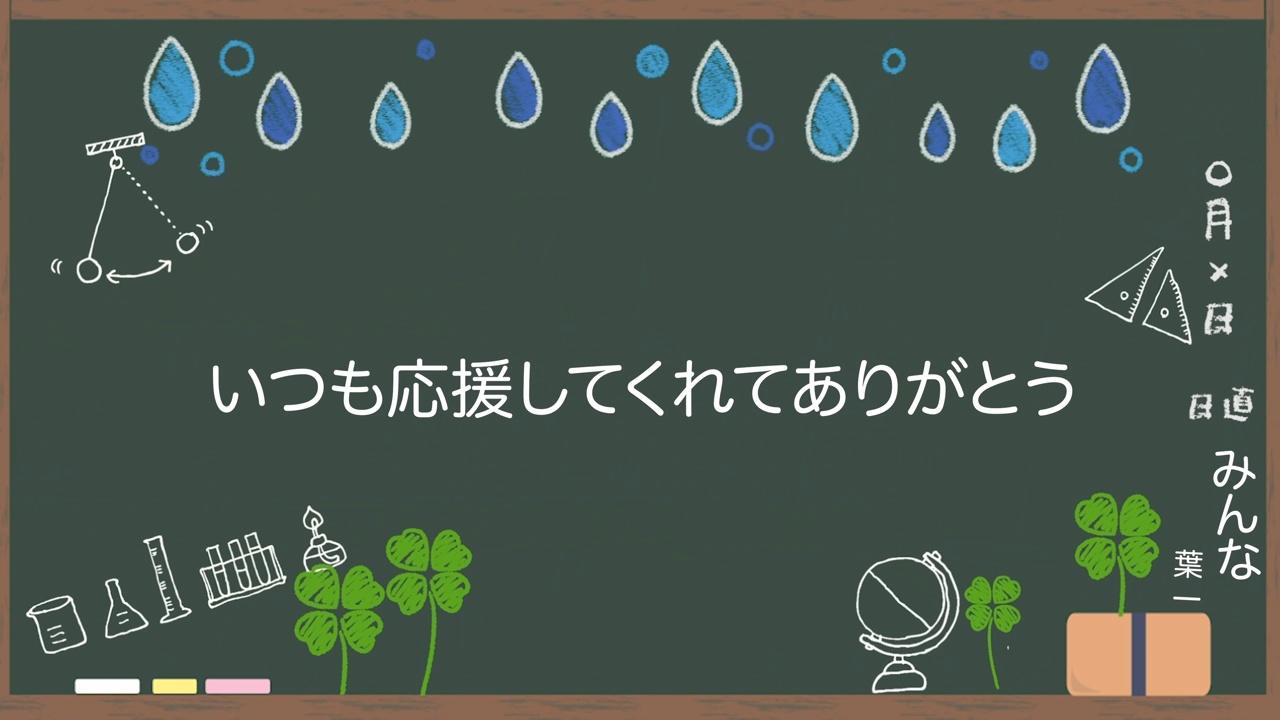 いつも応援してくれてありがとう
〇月×日
日直
みんな
葉一